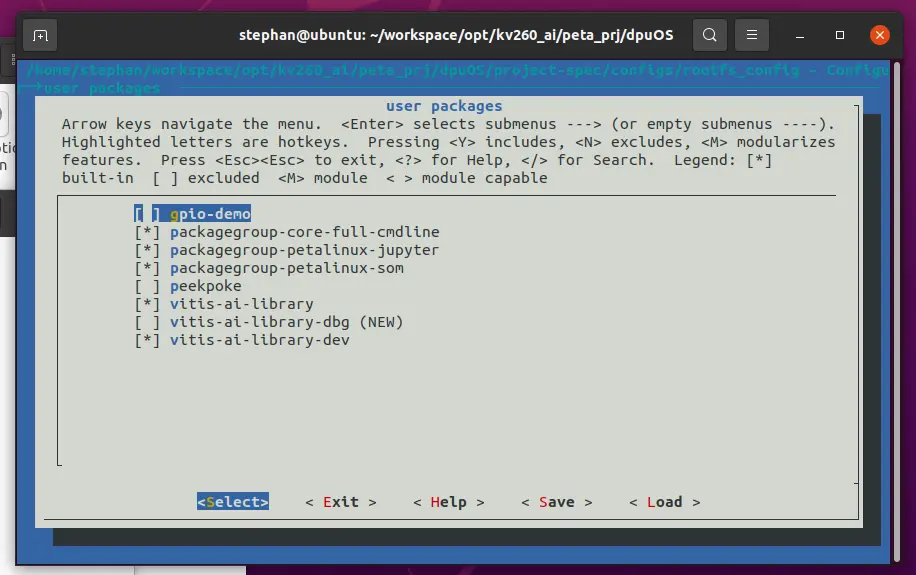 stephan@ubuntu: ~/workspace/opt/kv260_ai/peta_prj/dpuOS
/home/stephan/workspace/opt/kv260_ai/peta_prj/dpuOS/project-spec/configs/rootfs_config - Configu
user packages
user packages
Arrow keys navigate the menu.  <Enter> selects submenus ---> (or empty submenus ----).
Highlighted letters are hotkeys.  Pressing <Y> includes, <N> excludes, <M> modularizes
features.  Press <Esc><Esc> to exit, <?> for Help, </> for Search.  Legend: [*]
built-in  [ ] excluded  <M> module  < > module capable
[ ] gpio-demo
[*] packagegroup-core-full-cmdline
[*] packagegroup-petalinux-jupyter
[*] packagegroup-petalinux-som
[ ] peekpoke
[*] vitis-ai-library
[ ] vitis-ai-library-dbg (NEW)
[*] vitis-ai-library-dev
<Select>    < Exit >    < Help >    < Save >    < Load >